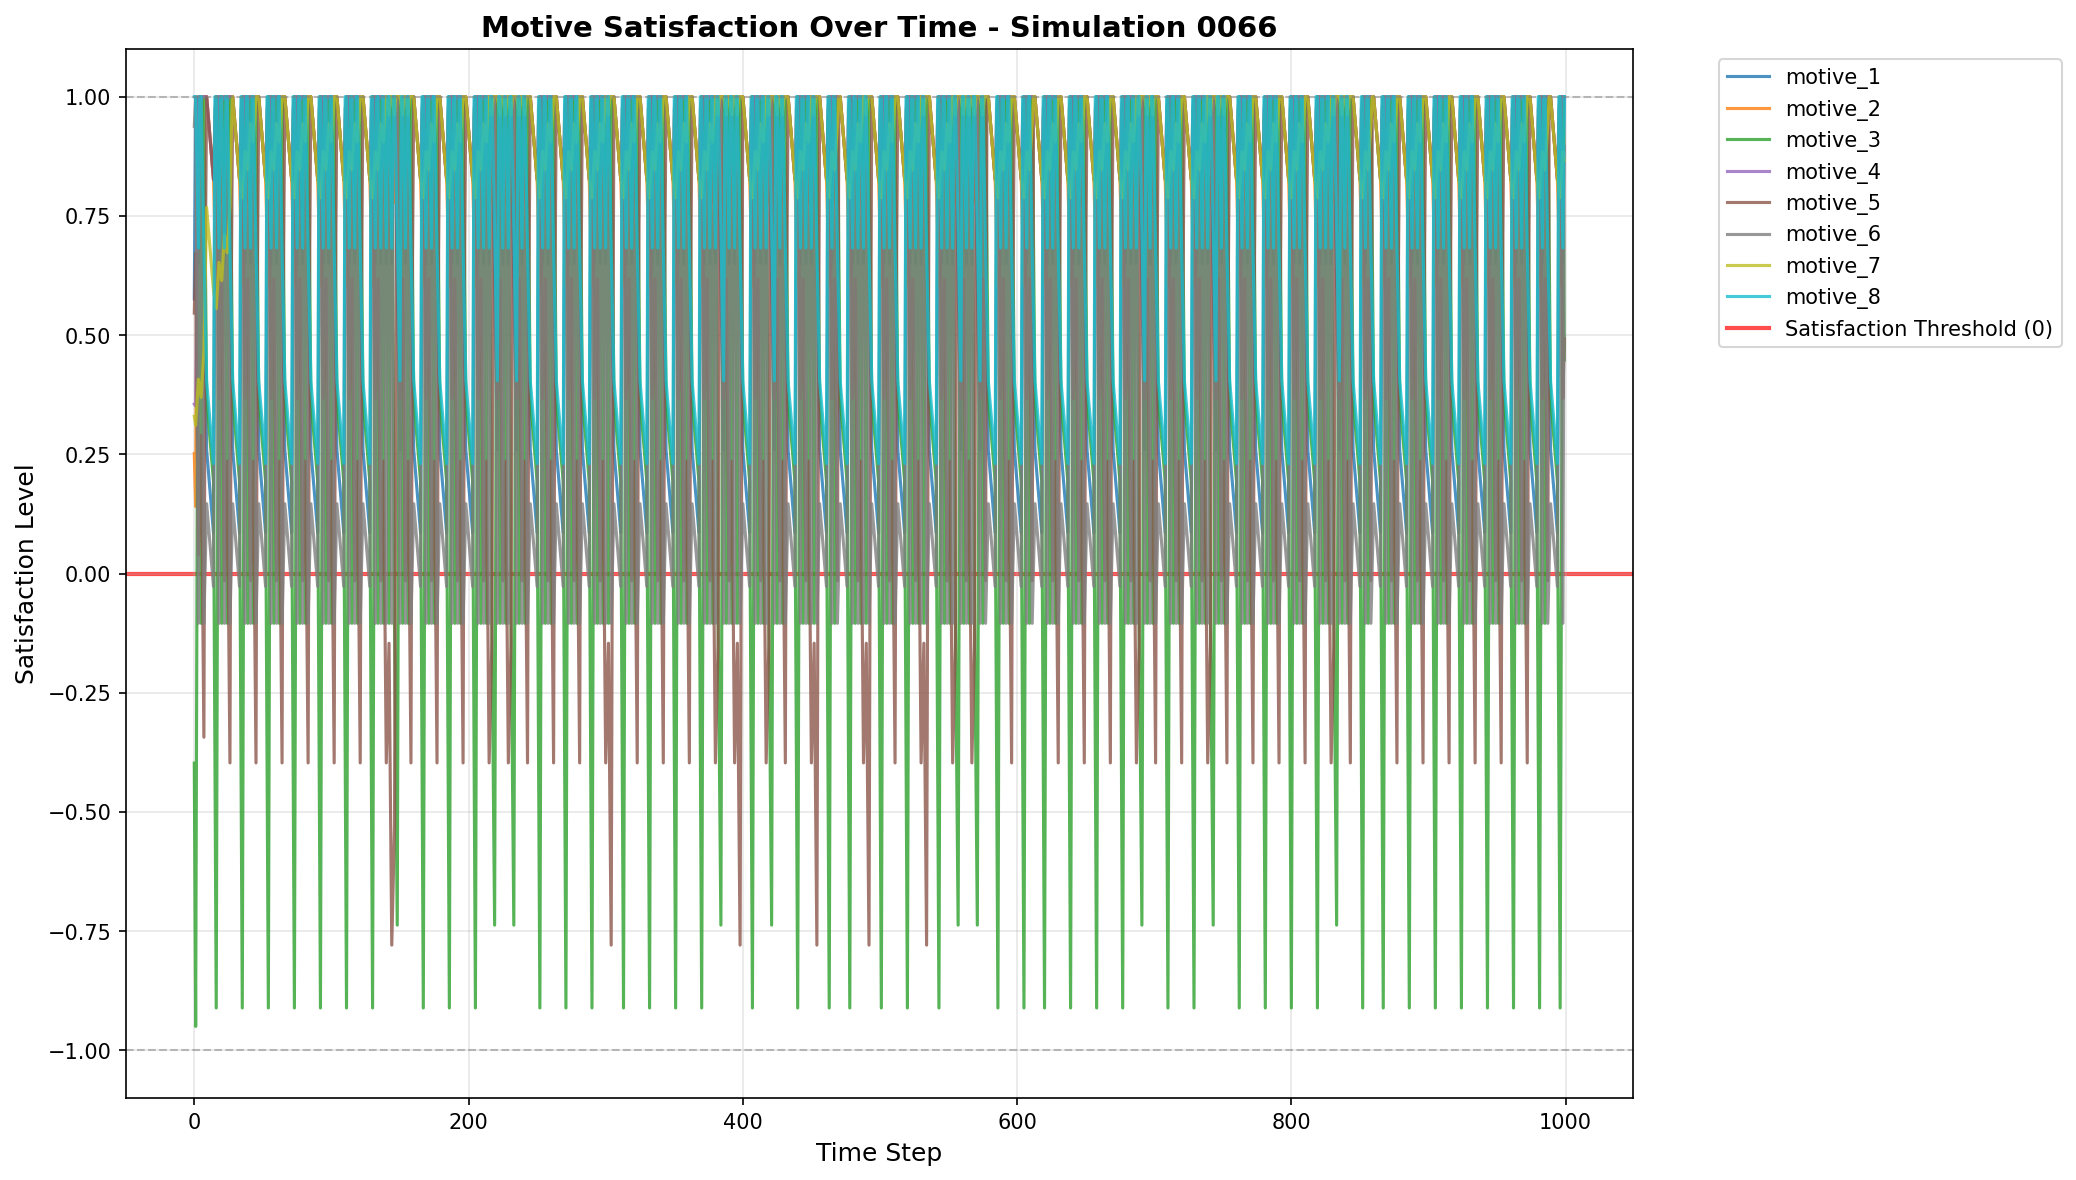 Motive Satisfaction Over Time - Simulation 0066
motive_1
motive_2
motive_3
motive_4
motive_5
motive_6
motive_7
motive_8
Satisfaction Threshold (0)
Satisfaction Level
1.00
0.75
0.50
0.25
0.00
−0.25
−0.50
−0.75
−1.00
0 200 400 600 800 1000
Time Step